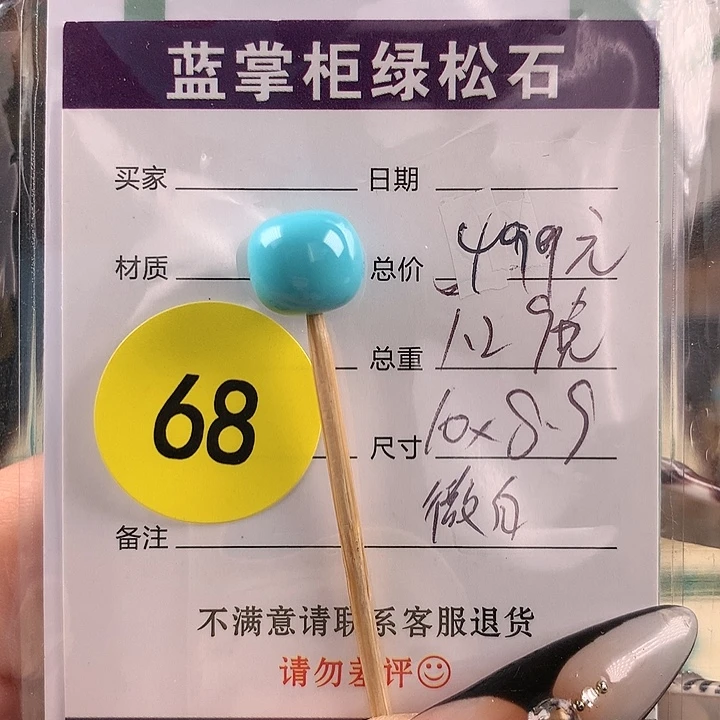 蓝掌柜绿松石
买家 日期
材质 总价 499元
总重 1.29克
68
尺寸 10×8.9
微白
备注
不满意请联系客服退货
请勿差评